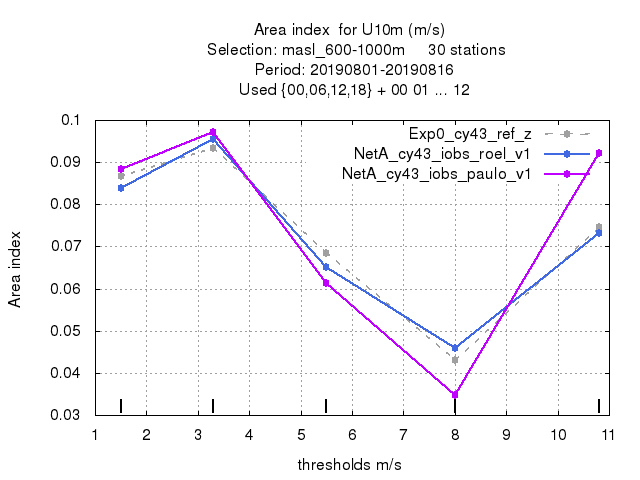 Area index  for U10m (m/s)
Selection: masl_600-1000m     30 stations
Period: 20190801-20190816
Used {00,06,12,18} + 00 01 ... 12
Exp0_cy43_ref_z
NetA_cy43_iobs_roel_v1
NetA_cy43_iobs_paulo_v1
0.1
0.09
0.08
0.07
0.06
0.05
0.04
0.03
Area index
1 2 3 4 5 6 7 8 9 10 11
thresholds m/s